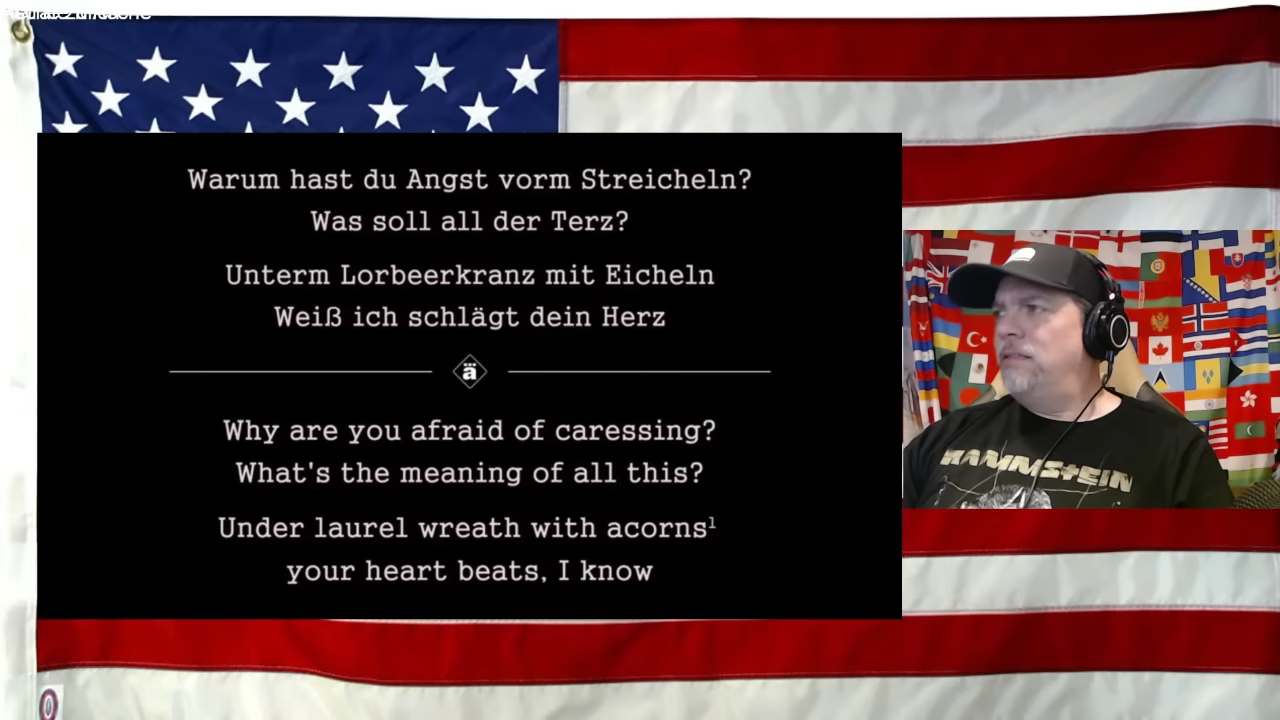 Warum hast du Angst vorm Streicheln?
Was soll all der Terz?
Unterm Lorbeerkranz mit Eicheln
Weiß ich schlägt dein Herz
ä
Why are you afraid of caressing?
What's the meaning of all this?
Under laurel wreath with acorns¹
your heart beats, I know
RAMMSTEIN